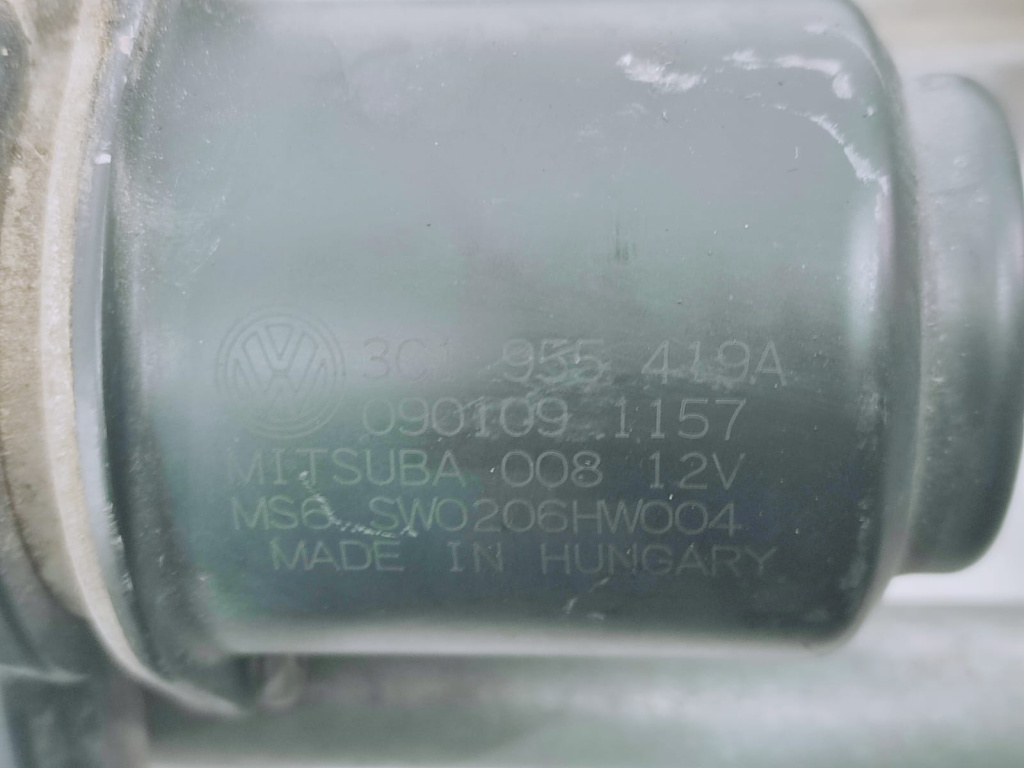 3C1 955 419A
090109 1157
MITSUBA 008 12V
MS6 SW0206HW004
MADE IN HUNGARY